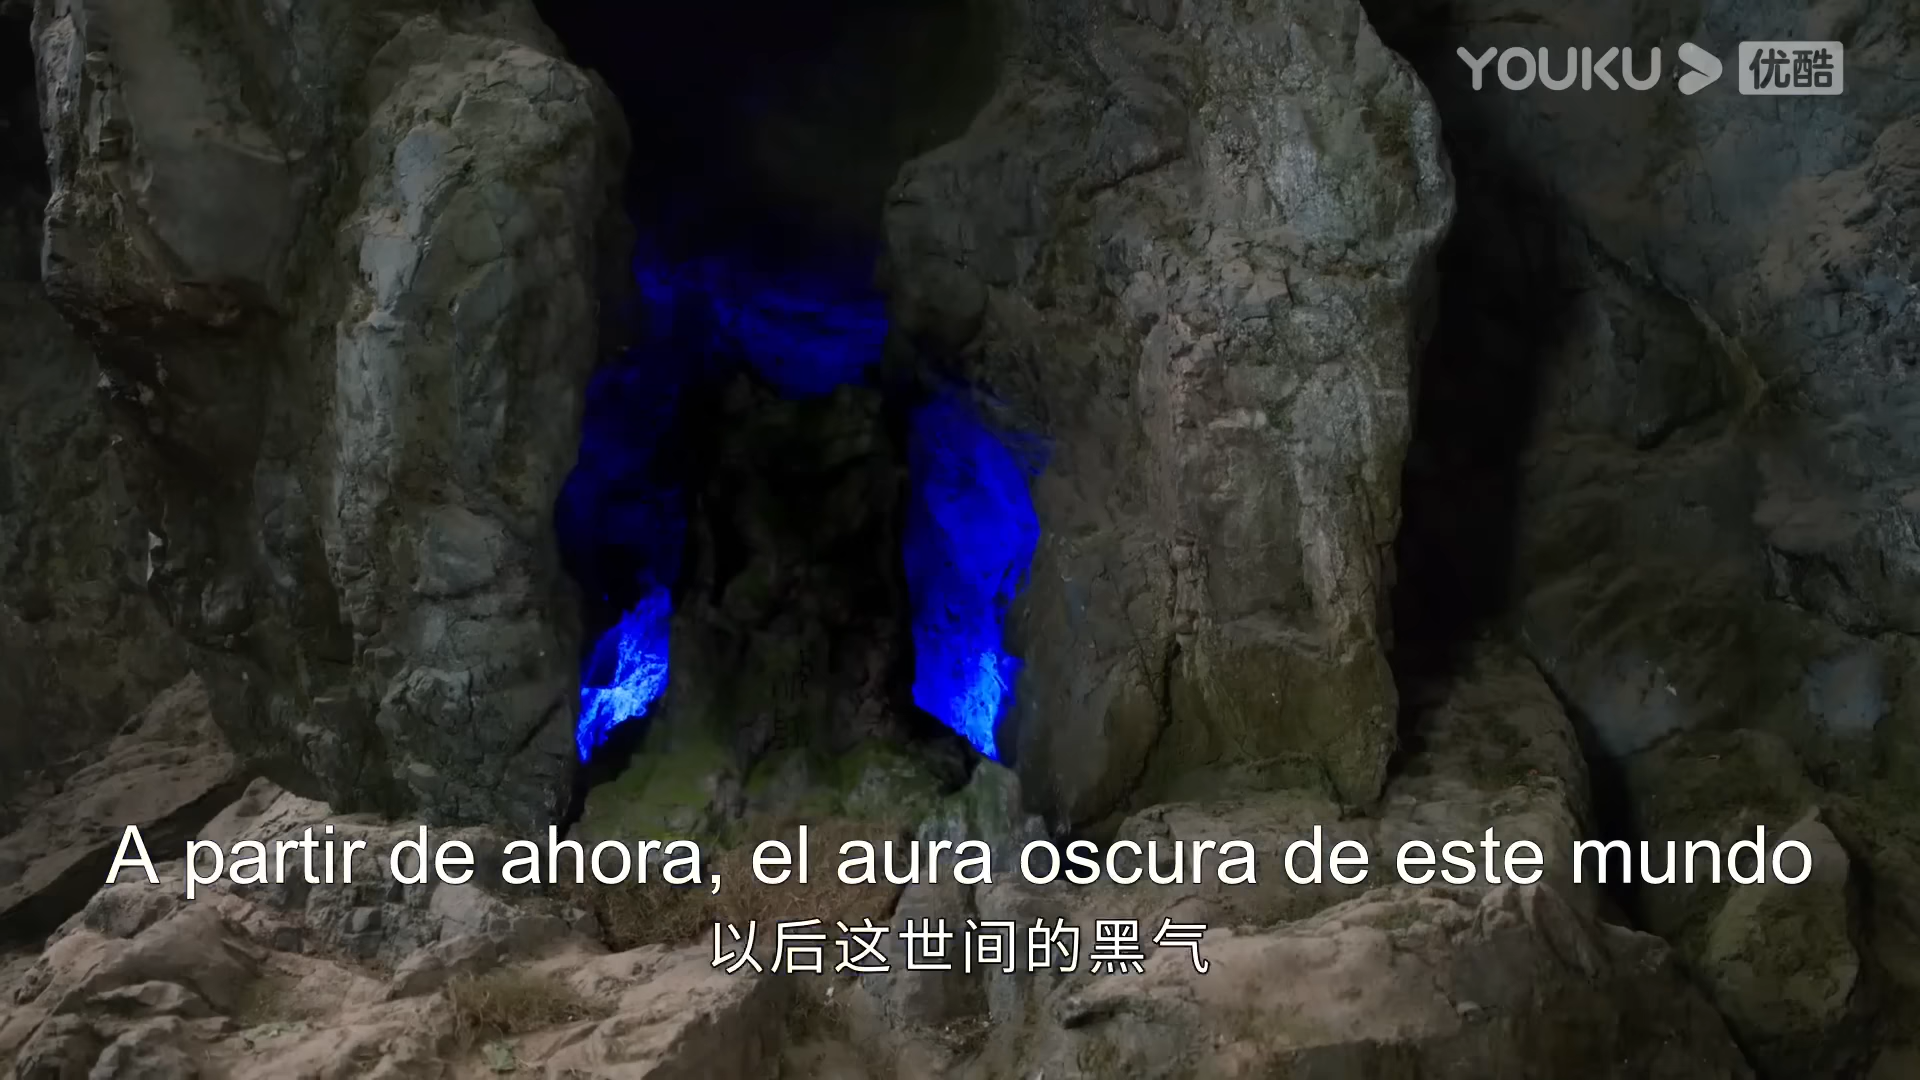 YOUKU 优酷
A partir de ahora, el aura oscura de este mundo
以后这世间的黑气